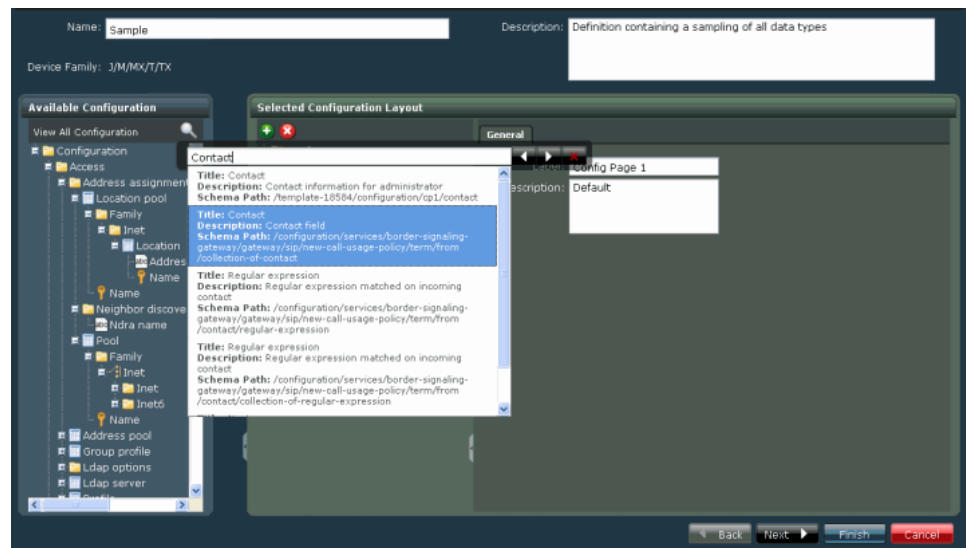 Name:
Sample
Description:
Definition containing a sampling of all data types
Device Family: J/M/MX/T/TX
Available Configuration
View All Configuration
Configuration
Access
Address assignment
Location pool
Family
Inet
Location
Addres
Name
Name
Neighbor discove
Ndra name
Pool
Family
Inet
Inet
Inet6
Name
Address pool
Group profile
Ldap options
Ldap server
Selected Configuration Layout
General
Contact
Title: Contact
Description: Contact information for administrator
Schema Path: /template-18584/configuration/cp1/contact
Title: Contact
Description: Contact field
Schema Path: /configuration/services/border-signaling-
gateway/gateway/sip/new-call-usage-policy/term/from
/collection-of-contact
Title: Regular expression
Description: Regular expression matched on incoming
contact
Schema Path: /configuration/services/border-signaling-
gateway/gateway/sip/new-call-usage-policy/term/from
/contact/regular-expression
Title: Regular expression
Description: Regular expression matched on incoming
contact
Schema Path: /configuration/services/border-signaling-
gateway/gateway/sip/new-call-usage-policy/term/from
/contact/collection-of-regular-expression
Config Page 1
escription:
Default
Back
Next
Finish
Cancel